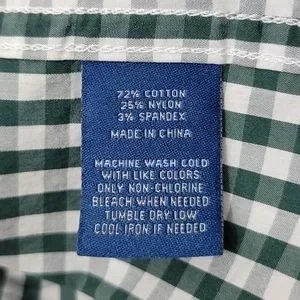 72% COTTON
25% NYLON
3% SPANDEX
MADE IN CHINA
MACHINE WASH COLD
WITH LIKE COLORS
ONLY NON-CHLORINE
BLEACH WHEN NEEDED
TUMBLE DRY LOW
COOL IRON IF NEEDED